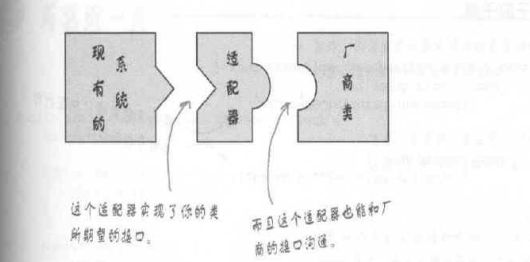 现有的
系统
适配器
厂商类
这个适配器实现了你的类
所期望的接口。
而且这个适配器也能和厂
商的接口沟通。